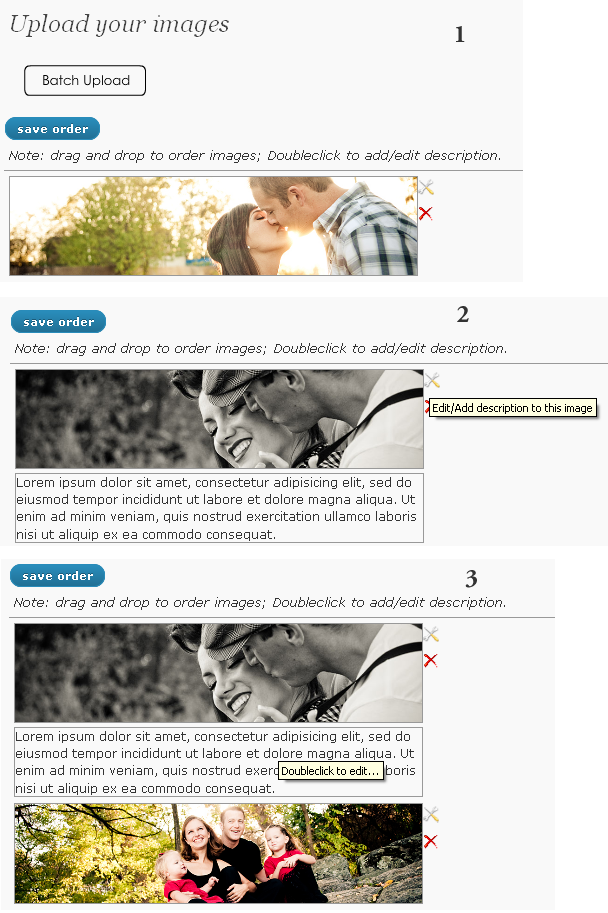 Upload your images
1
Batch Upload
save order
Note: drag and drop to order images; Doubleclick to add/edit description.
2
save order
Note: drag and drop to order images; Doubleclick to add/edit description.
Edit/Add description to this image
Lorem ipsum dolor sit amet, consectetur adipisicing elit, sed do
eiusmod tempor incididunt ut labore et dolore magna aliqua. Ut
enim ad minim veniam, quis nostrud exercitation ullamco laboris
nisi ut aliquip ex ea commodo consequat.
3
save order
Note: drag and drop to order images; Doubleclick to add/edit description.
Lorem ipsum dolor sit amet, consectetur adipisicing elit, sed do
eiusmod tempor incididunt ut labore et dolore magna aliqua. Ut
enim ad minim veniam, quis nostrud exerc Doubleclick to edit... boris
nisi ut aliquip ex ea commodo consequat.